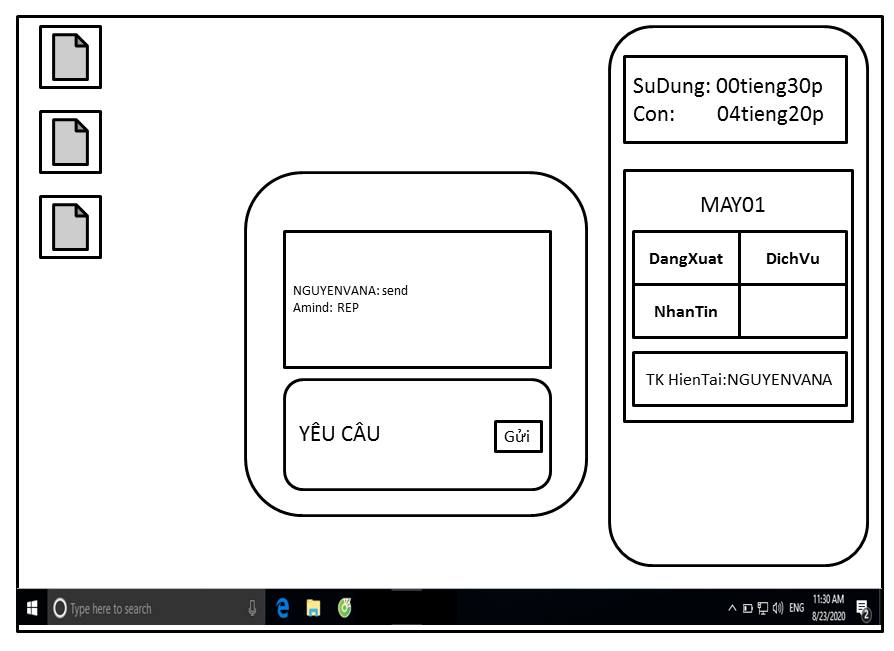 SuDung: 00tieng30p
Con: 04tieng20p
MAY01
DangXuat DichVu
NhanTin
TK HienTai:NGUYENVANA
NGUYENVANA: send
Amind: REP
YÊU CÂU
Gửi
Type here to search
ENG
11:30 AM
8/23/2020
2